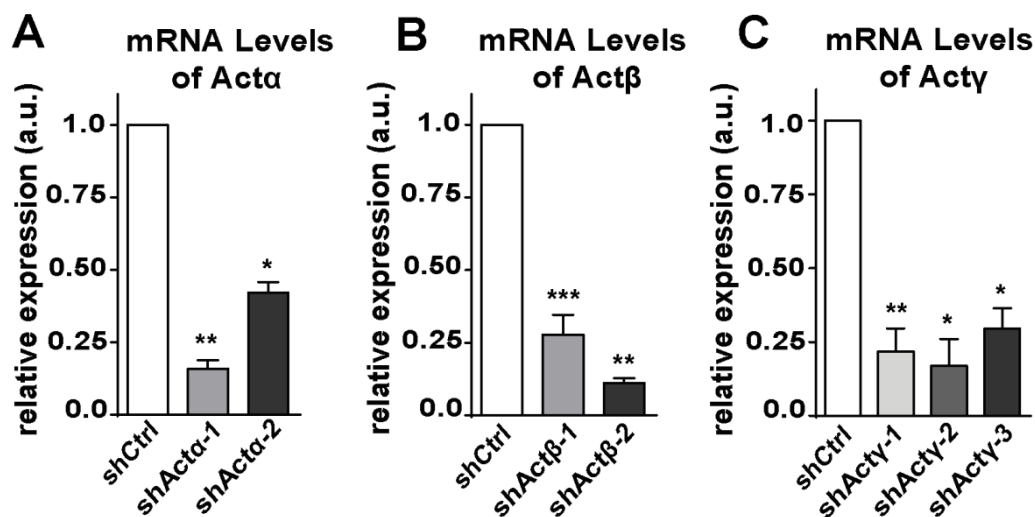 A
mRNA Levels
of Actα
relative expression (a.u.)
1.0
0.75
0.50
0.25
0.0
**
*
shCtrl
shActα-1
shActα-2
B
mRNA Levels
of Actβ
relative expression (a.u.)
1.0
0.75
0.50
0.25
0.0
***
**
shCtrl
shActβ-1
shActβ-2
C
mRNA Levels
of Actγ
relative expression (a.u.)
1.0
0.75
0.50
0.25
0.0
**
*
*
shCtrl
shActγ-1
shActγ-2
shActγ-3